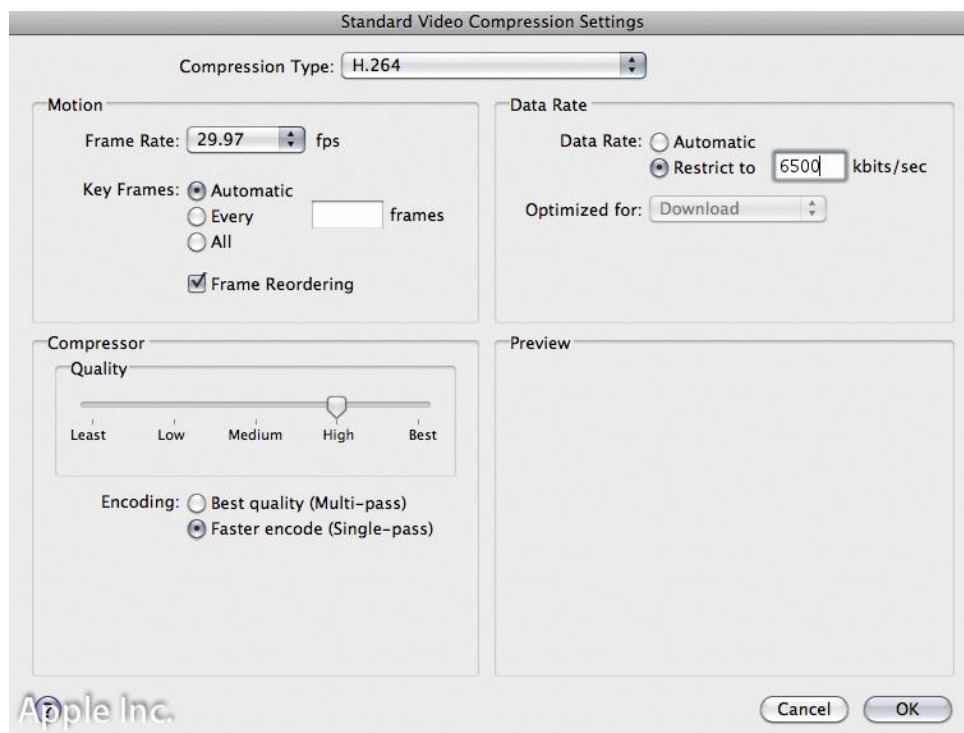 Standard Video Compression Settings
Compression Type: H.264
Motion
Frame Rate: 29.97 fps
Key Frames: Automatic
Every frames
All
Frame Reordering
Data Rate
Data Rate: Automatic
Restrict to 6500 kbits/sec
Optimized for: Download
Compressor
Quality
Least Low Medium High Best
Encoding: Best quality (Multi-pass)
Faster encode (Single-pass)
Preview
?
Apple Inc.
Cancel OK